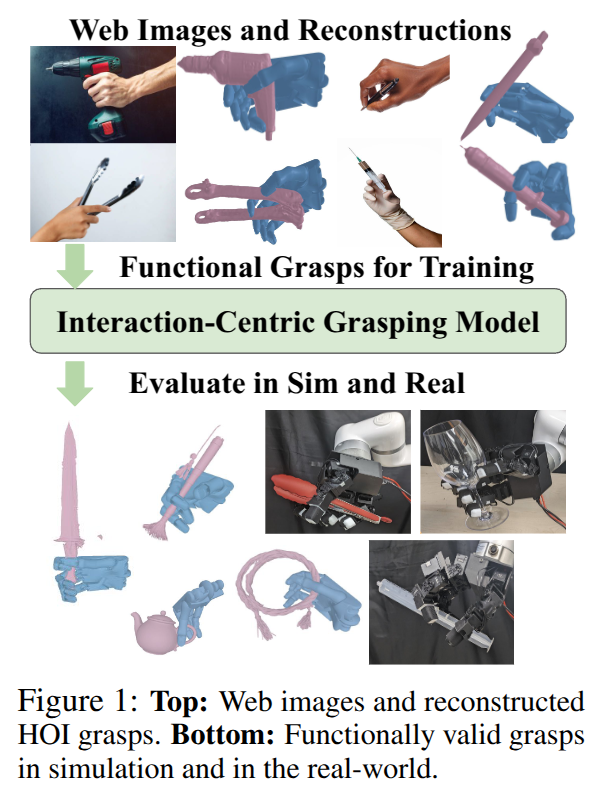 Web Images and Reconstructions
Functional Grasps for Training
Interaction-Centric Grasping Model
Evaluate in Sim and Real
Figure 1: Top: Web images and reconstructed
HOI grasps. Bottom: Functionally valid grasps
in simulation and in the real-world.